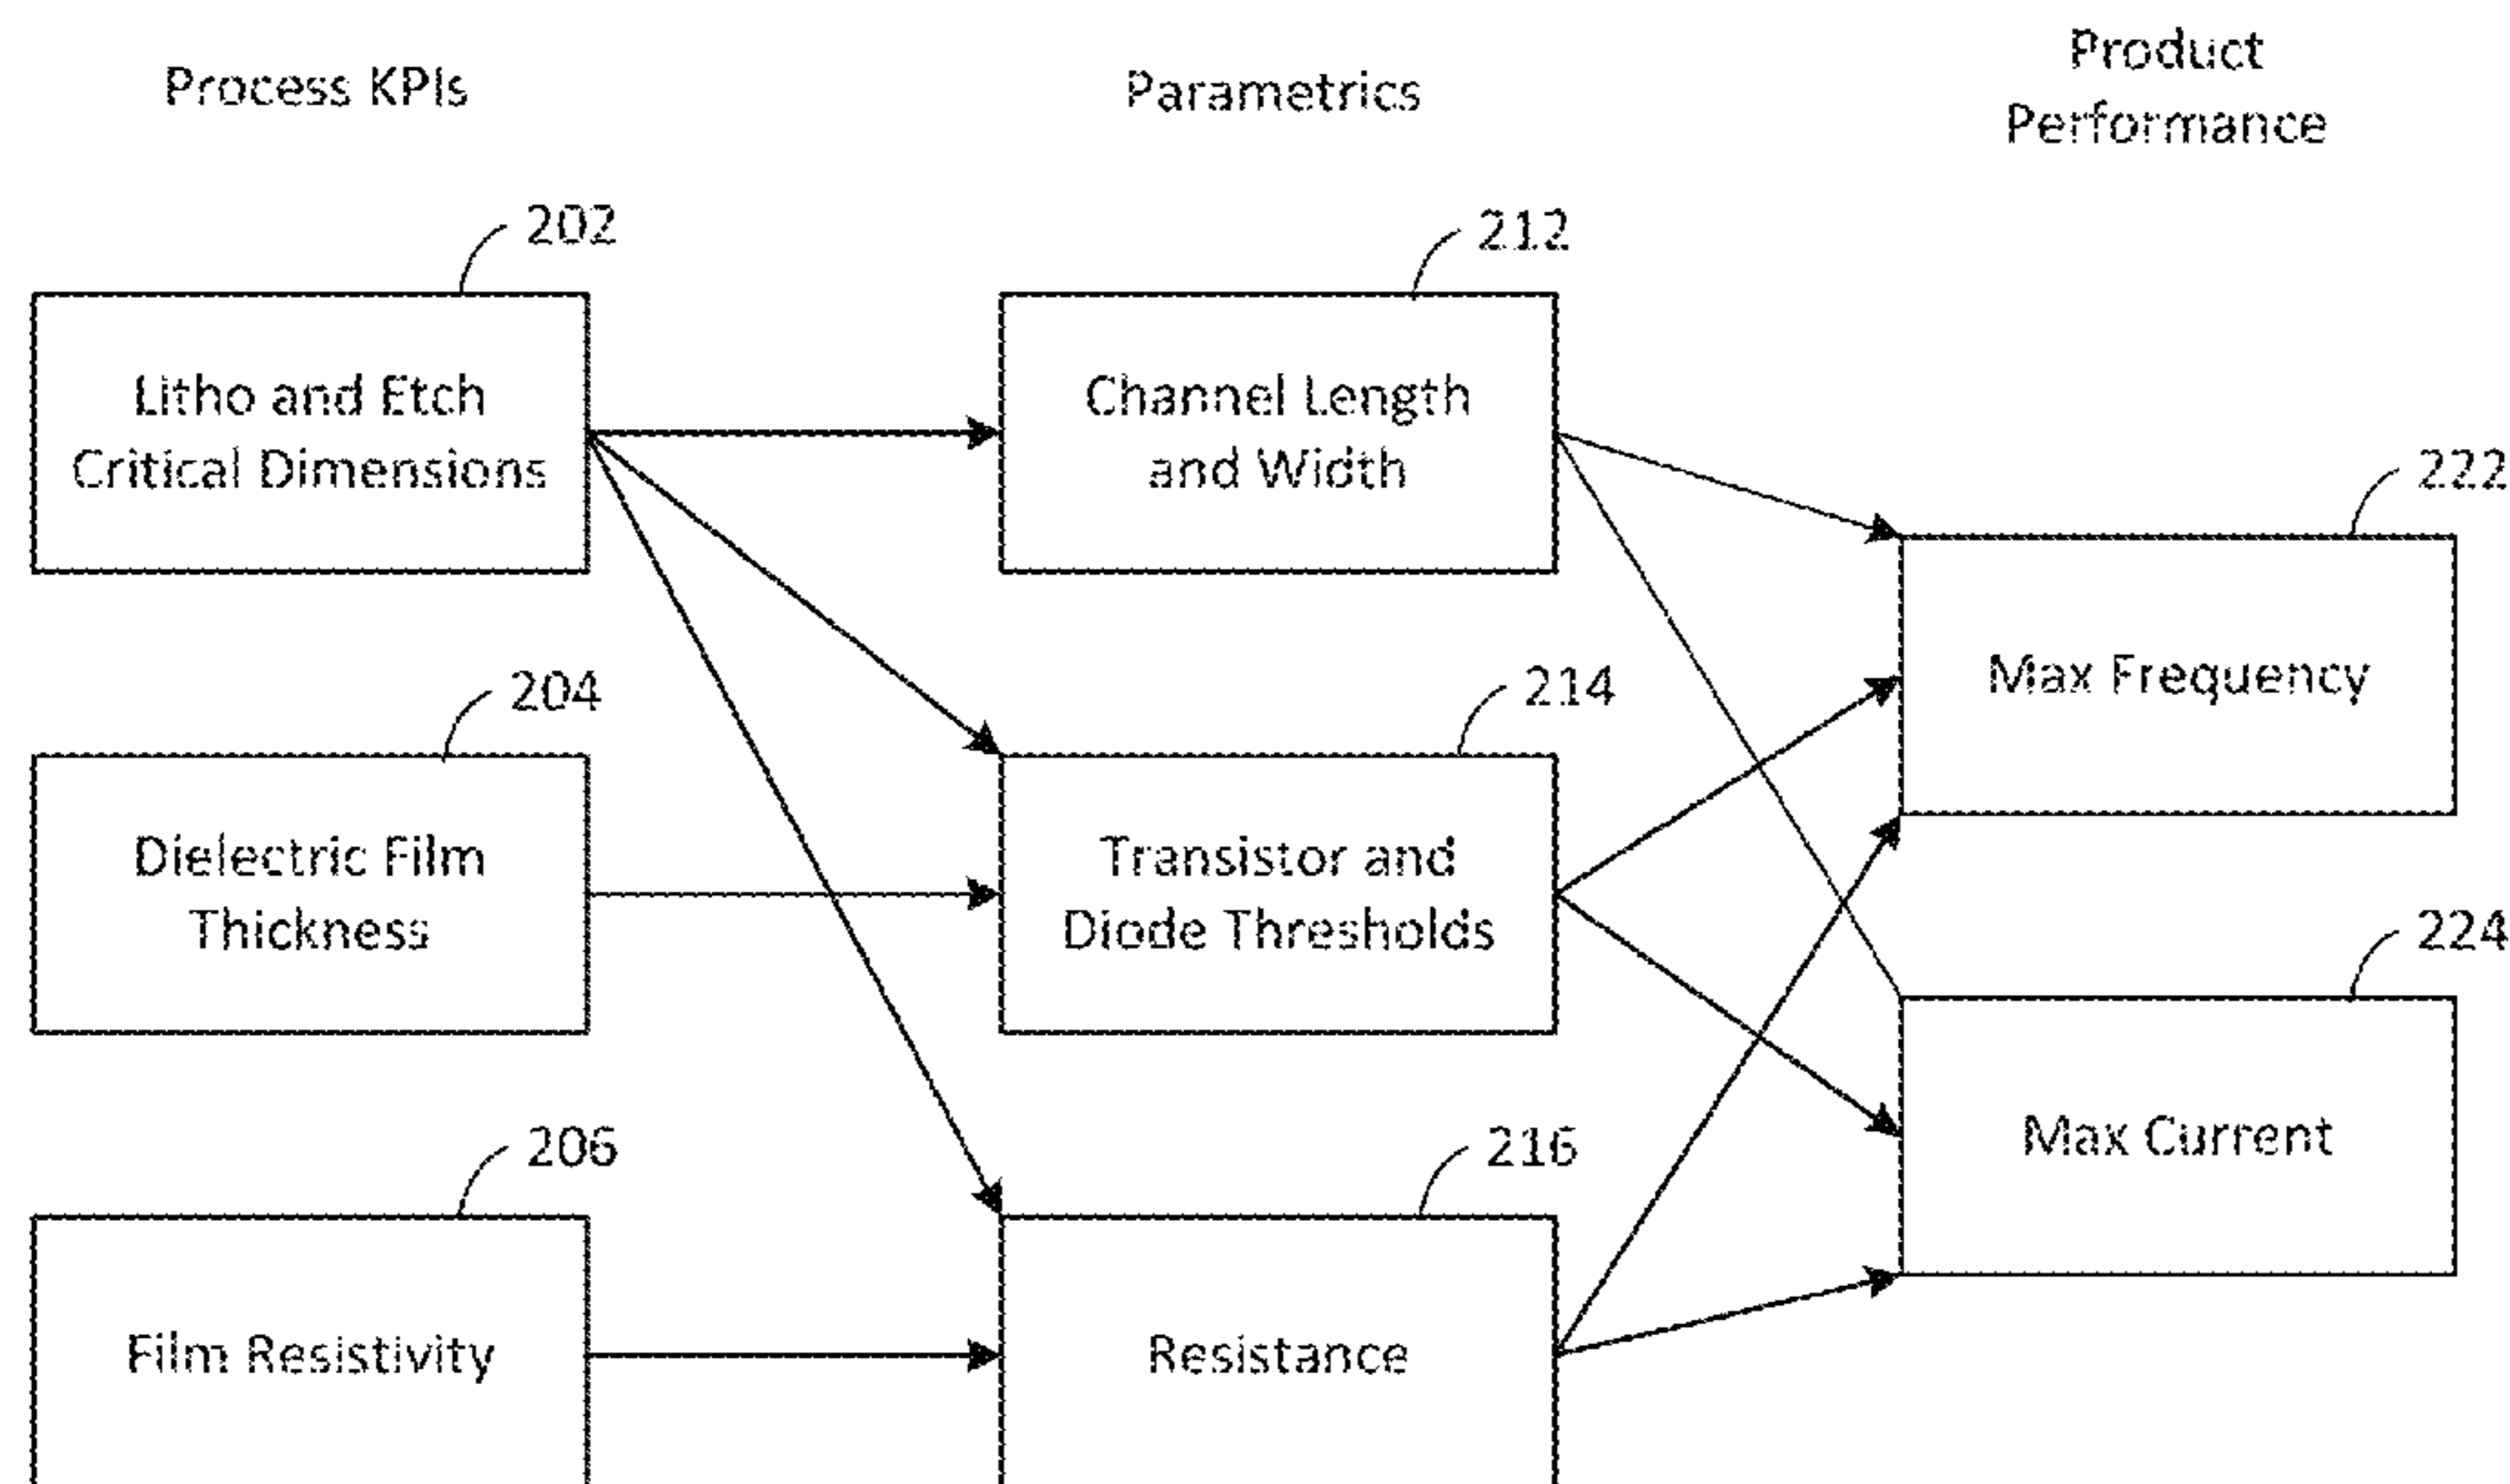 Process KPIs
Parametrics
Product
Performance
202
212
Litho and Etch
Critical Dimensions
Channel Length
and Width
222
Max Frequency
204
214
Dielectric Film
Thickness
Transistor and
Diode Thresholds
224
Max Current
206
216
Film Resistivity
Resistance